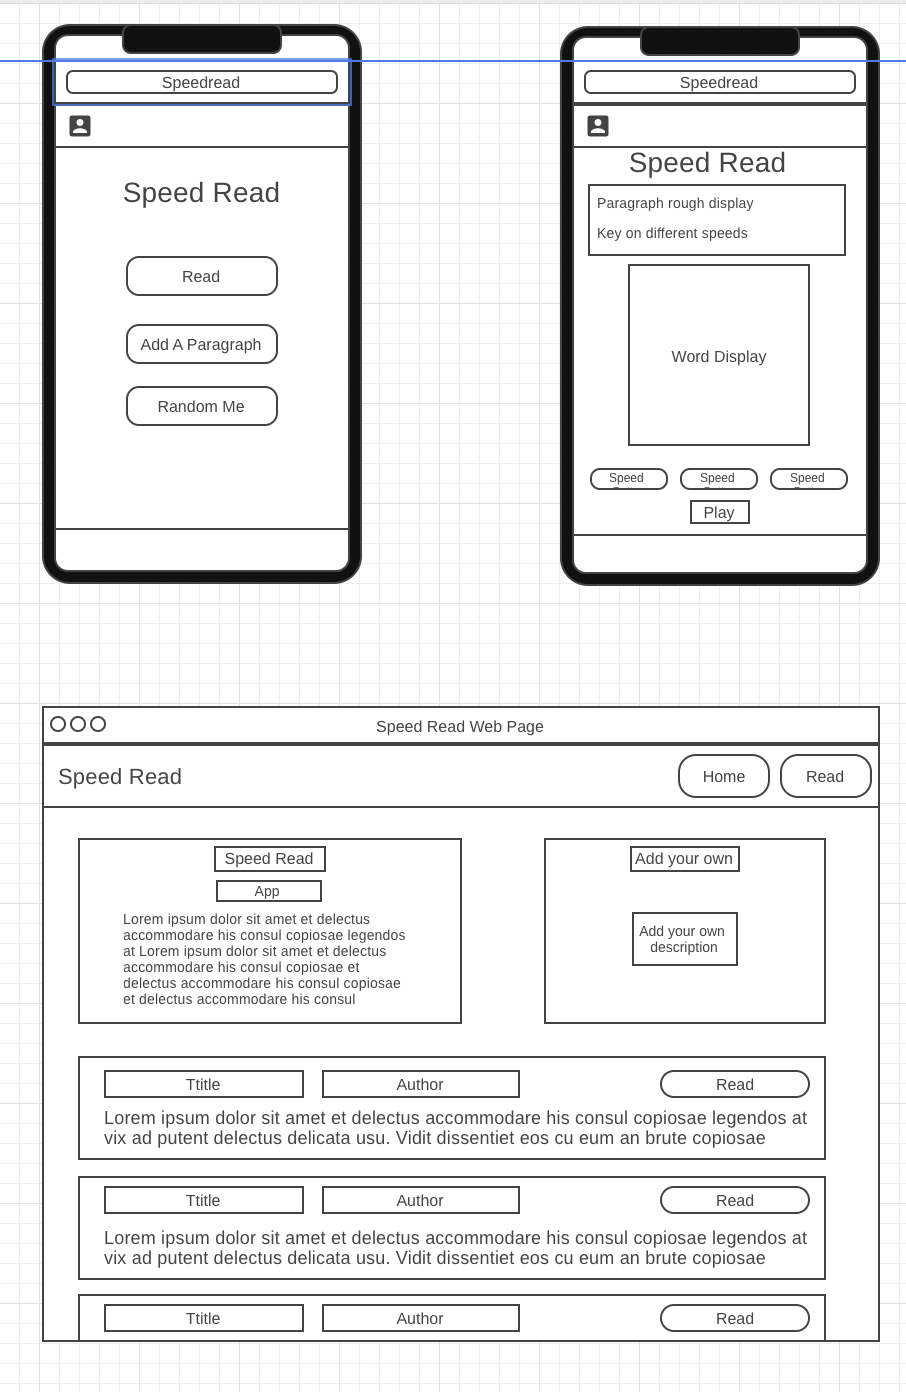 Speedread
Speed Read
Read
Add A Paragraph
Random Me
Speedread
Speed Read
Paragraph rough display
Key on different speeds
Word Display
Speed
Speed
Speed
Play
Speed Read Web Page
Speed Read
Home
Read
Speed Read
App
Lorem ipsum dolor sit amet et delectus
accommodare his consul copiosae legendos
at Lorem ipsum dolor sit amet et delectus
accommodare his consul copiosae et
delectus accommodare his consul copiosae
et delectus accommodare his consul
Add your own
Add your own
description
Ttitle
Author
Read
Lorem ipsum dolor sit amet et delectus accommodare his consul copiosae legendos at
vix ad putent delectus delicata usu. Vidit dissentiet eos cu eum an brute copiosae
Ttitle
Author
Read
Lorem ipsum dolor sit amet et delectus accommodare his consul copiosae legendos at
vix ad putent delectus delicata usu. Vidit dissentiet eos cu eum an brute copiosae
Ttitle
Author
Read